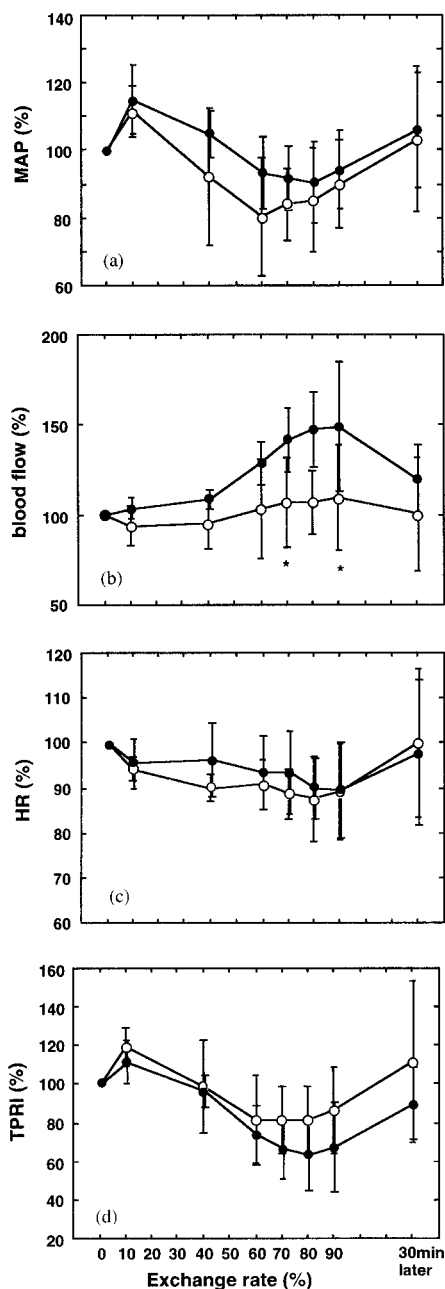 140
120
100
80
60
MAP (%)
(a)
200
150
100
50
blood flow (%)
(b)
*
*
120
110
100
90
80
70
60
HR (%)
(c)
160
140
120
100
80
60
40
20
TPRI (%)
(d)
0 10 20 30 40 50 60 70 80 90 30min
later
Exchange rate (%)